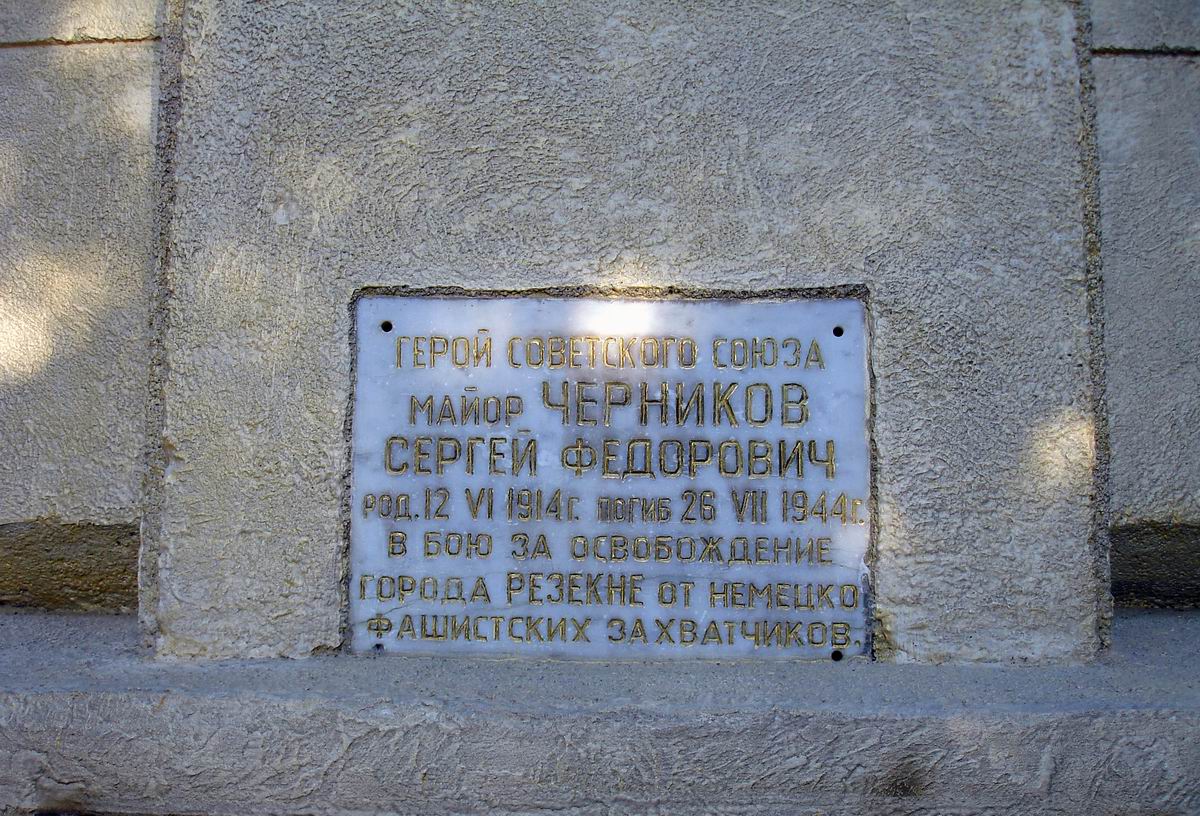 ГЕРОЙ СОВЕТСКОГО СОЮЗА
МАЙОР ЧЕРНИКОВ
СЕРГЕЙ ФЕДОРОВИЧ
РОД. 12 VI 1914 г. ПОГИБ 26 VII 1944 г.
В БОЮ ЗА ОСВОБОЖДЕНИЕ
ГОРОДА РЕЗЕКНЕ ОТ НЕМЕЦКО
ФАШИСТСКИХ ЗАХВАТЧИКОВ.